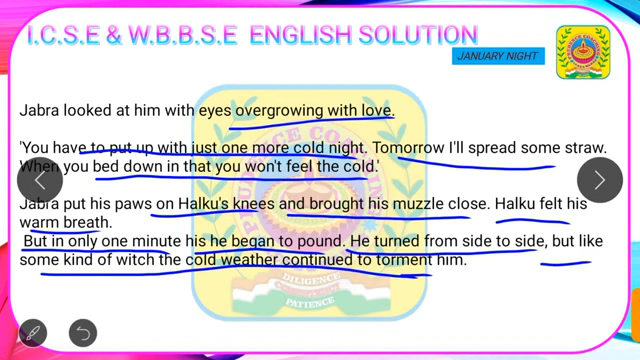 I.C.S.E & W.B.B.S.E ENGLISH SOLUTION
JANUARY NIGHT
Jabra looked at him with eyes overgrowing with love.
'You have to put up with just one more cold night. Tomorrow I'll spread some straw.
When you bed down in that you won't feel the cold.'
Jabra put his paws on Halku's knees and brought his muzzle close. Halku felt his
warm breath.
But in only one minute his he began to pound. He turned from side to side, but like
some kind of witch the cold weather continued to torment him.
DILIGENCE
PATIENCE